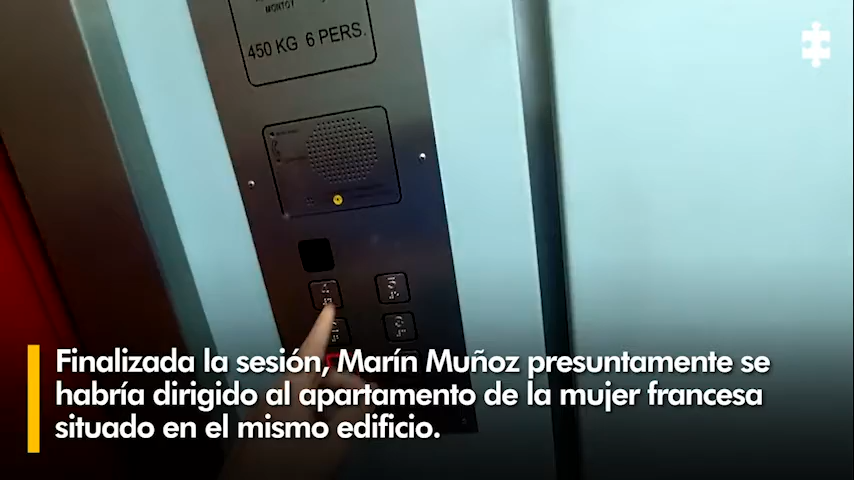 450 KG 6 PERS.
Finalizada la sesión, Marín Muñoz presuntamente se
habría dirigido al apartamento de la mujer francesa
situado en el mismo edificio.